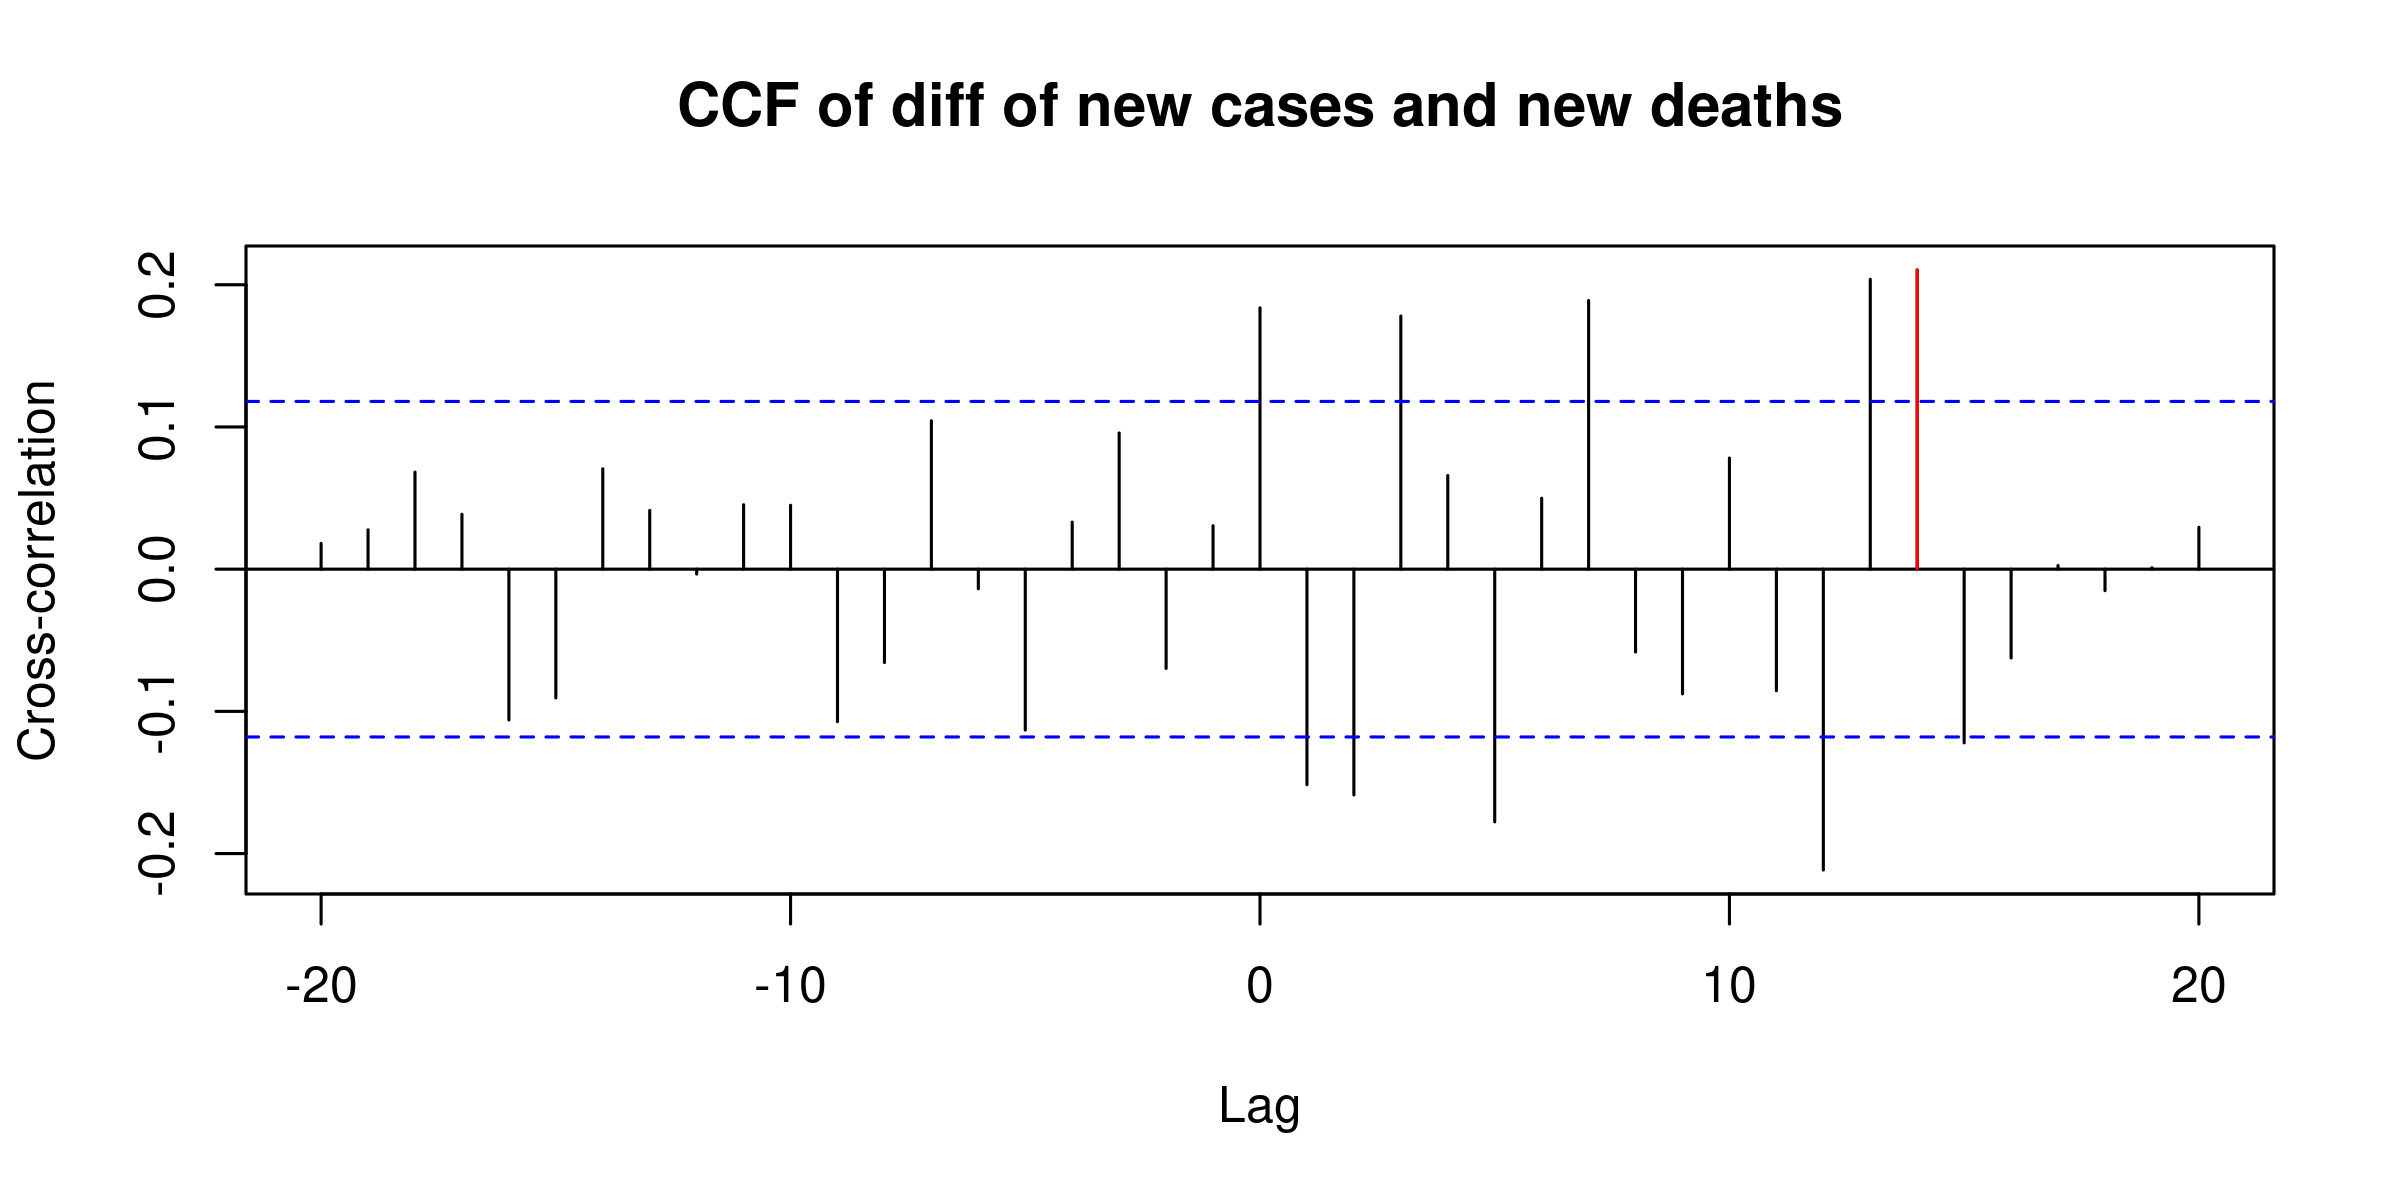 CCF of diff of new cases and new deaths
Cross-correlation
0.2
0.1
0.0
-0.1
-0.2
-20 -10 0 10 20
Lag